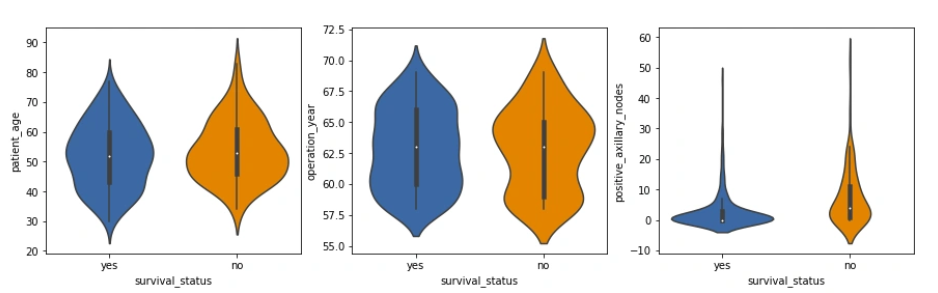 patient_age
90
80
70
60
50
40
30
20
yes no
survival_status
operation_year
72.5
70.0
67.5
65.0
62.5
60.0
57.5
55.0
yes no
survival_status
positive_axillary_nodes
60
50
40
30
20
10
0
−10
yes no
survival_status